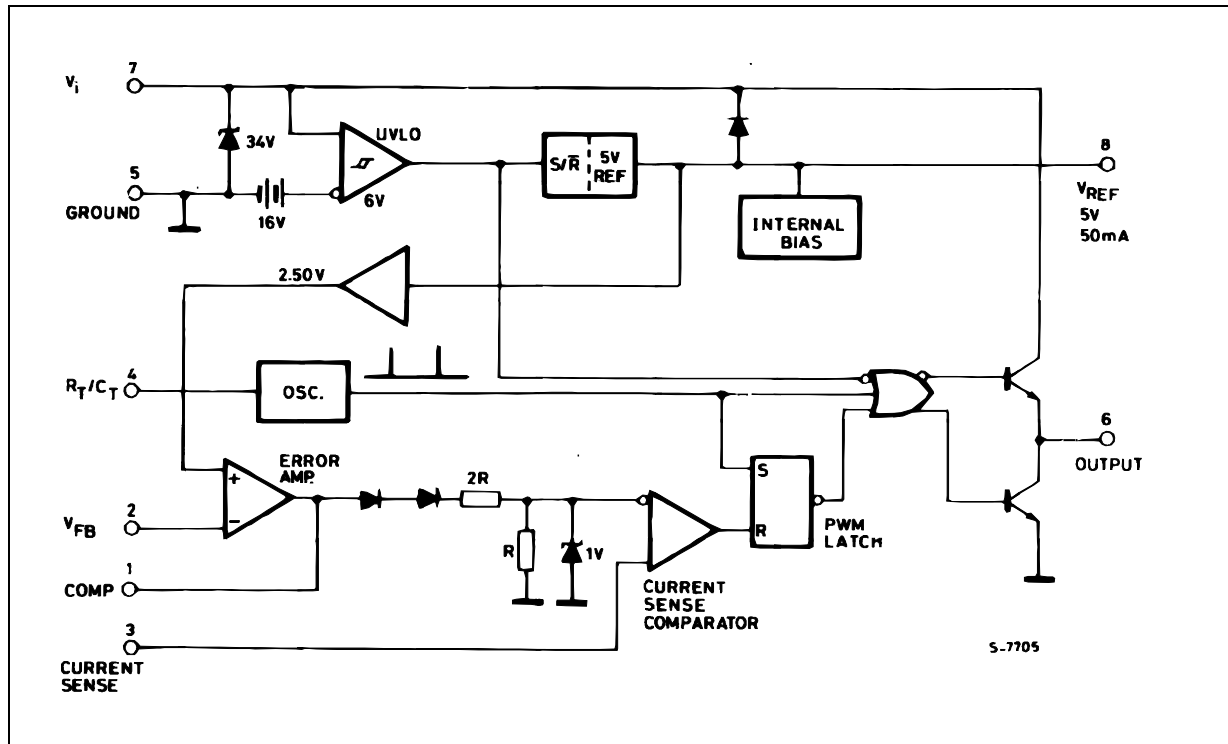 7
Vi
34V
UVLO
5
GROUND
16V
6V
S/R̅
5V
REF
8
VREF
5V
50mA
INTERNAL
BIAS
2.50V
4
RT/CT
OSC.
6
OUTPUT
ERROR
AMP.
+
−
2R
S
R
PWM
LATCH
2
VFB
R
1V
1
COMP
CURRENT
SENSE
COMPARATOR
3
CURRENT
SENSE
S-7705